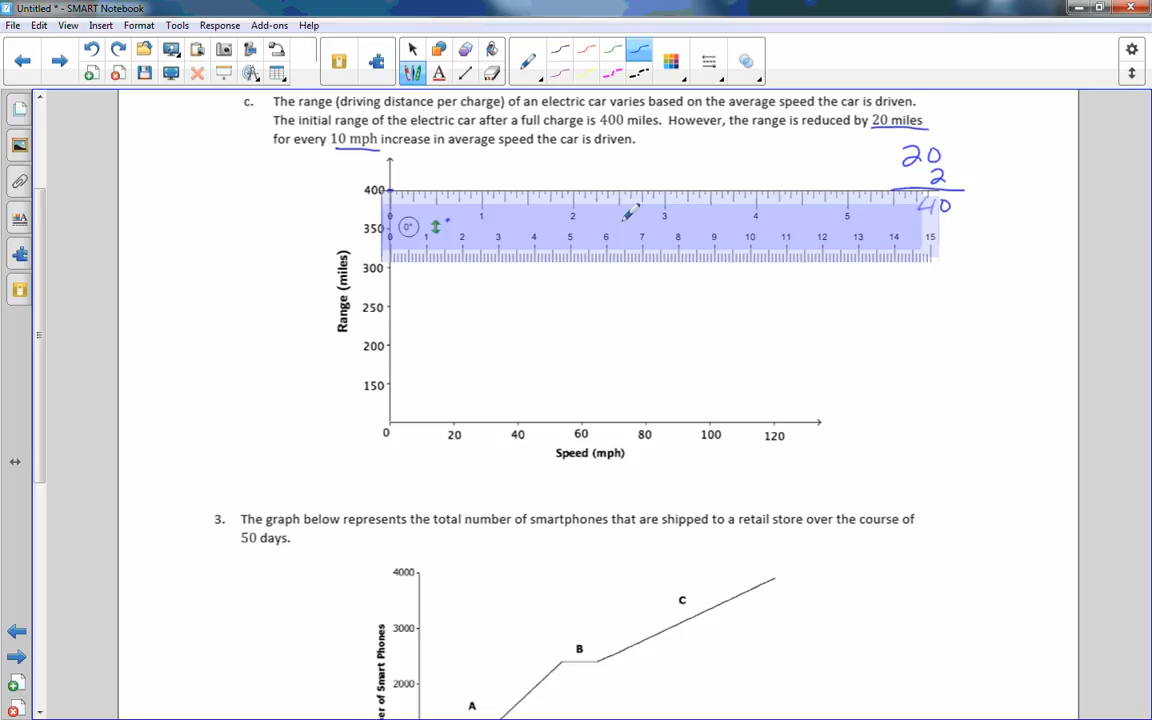 Untitled * - SMART Notebook
File Edit View Insert Format Tools Response Add-ons Help
c. The range (driving distance per charge) of an electric car varies based on the average speed the car is driven.
The initial range of the electric car after a full charge is 400 miles. However, the range is reduced by 20 miles
for every 10 mph increase in average speed the car is driven.
20
2
40
400
0 1 2 3 4 5
0°
350
0 1 2 3 4 5 6 7 8 9 10 11 12 13 14 15
300
250
200
150
Range (miles)
0 20 40 60 80 100 120
Speed (mph)
3. The graph below represents the total number of smartphones that are shipped to a retail store over the course of
50 days.
4000
C
3000
B
2000
A
er of Smart Phones